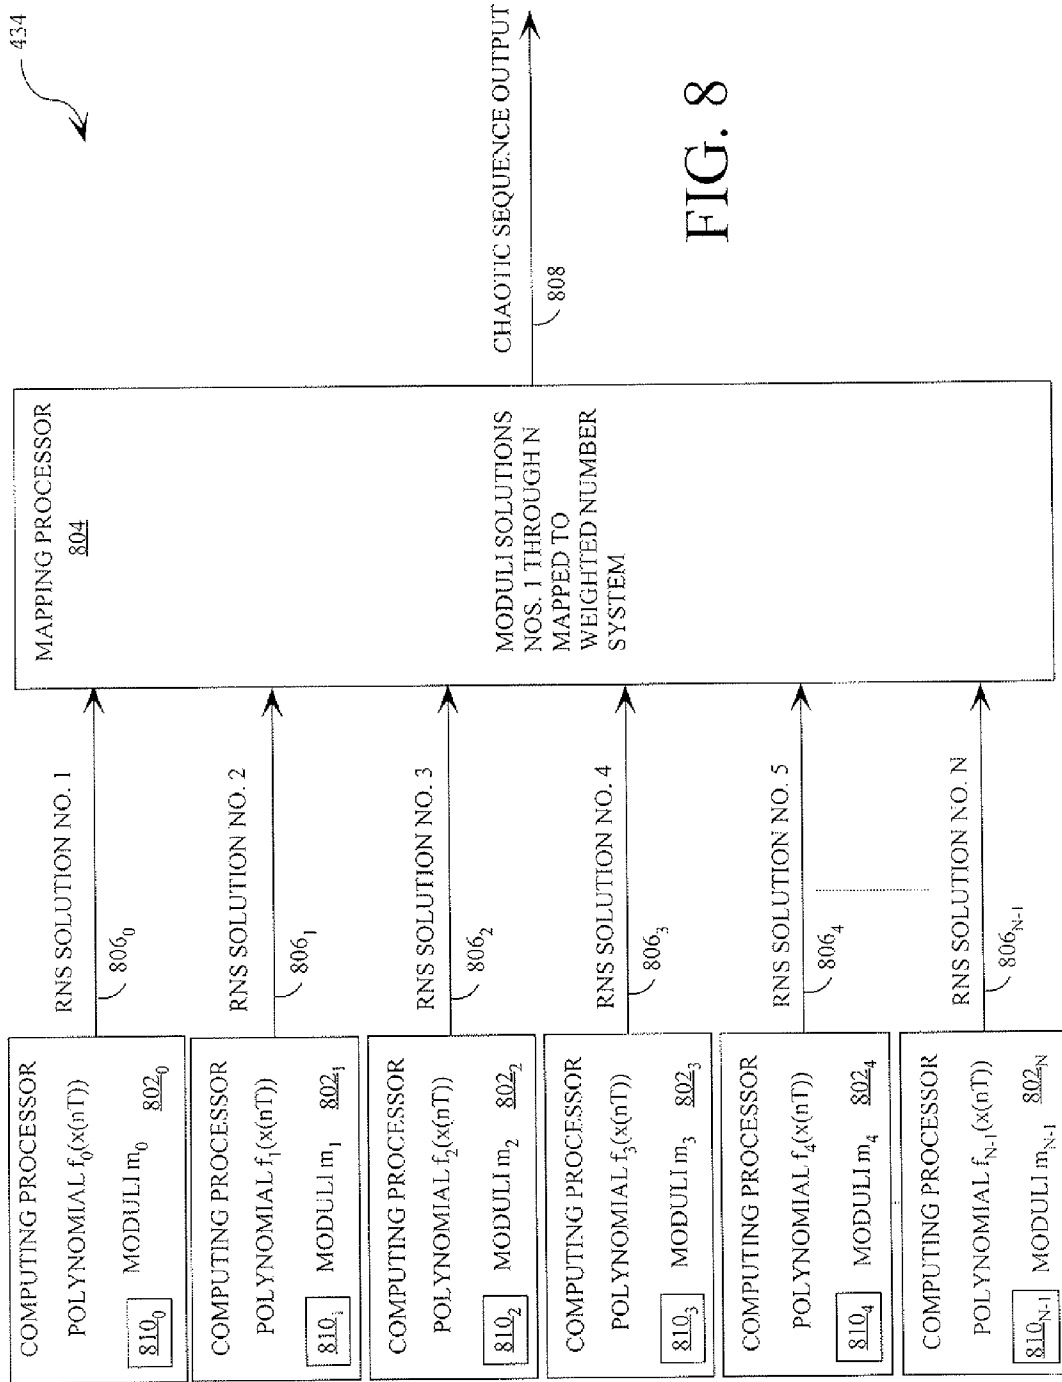 434
COMPUTING PROCESSOR
POLYNOMIAL f₀(x(nT))
810₀ MODULI m₀ 802₀
RNS SOLUTION NO. 1
806₀
COMPUTING PROCESSOR
POLYNOMIAL f₁(x(nT))
810₁ MODULI m₁ 802₁
RNS SOLUTION NO. 2
806₁
COMPUTING PROCESSOR
POLYNOMIAL f₂(x(nT))
810₂ MODULI m₂ 802₂
RNS SOLUTION NO. 3
806₂
COMPUTING PROCESSOR
POLYNOMIAL f₃(x(nT))
810₃ MODULI m₃ 802₃
RNS SOLUTION NO. 4
806₃
COMPUTING PROCESSOR
POLYNOMIAL f₄(x(nT))
810₄ MODULI m₄ 802₄
RNS SOLUTION NO. 5
806₄
COMPUTING PROCESSOR
POLYNOMIAL f_N-1(x(nT))
810_N-1 MODULI m_N-1 802_N
RNS SOLUTION NO. N
806_N-1
MAPPING PROCESSOR
804
MODULI SOLUTIONS
NOS. 1 THROUGH N
MAPPED TO
WEIGHTED NUMBER
SYSTEM
CHAOTIC SEQUENCE OUTPUT
808
FIG. 8